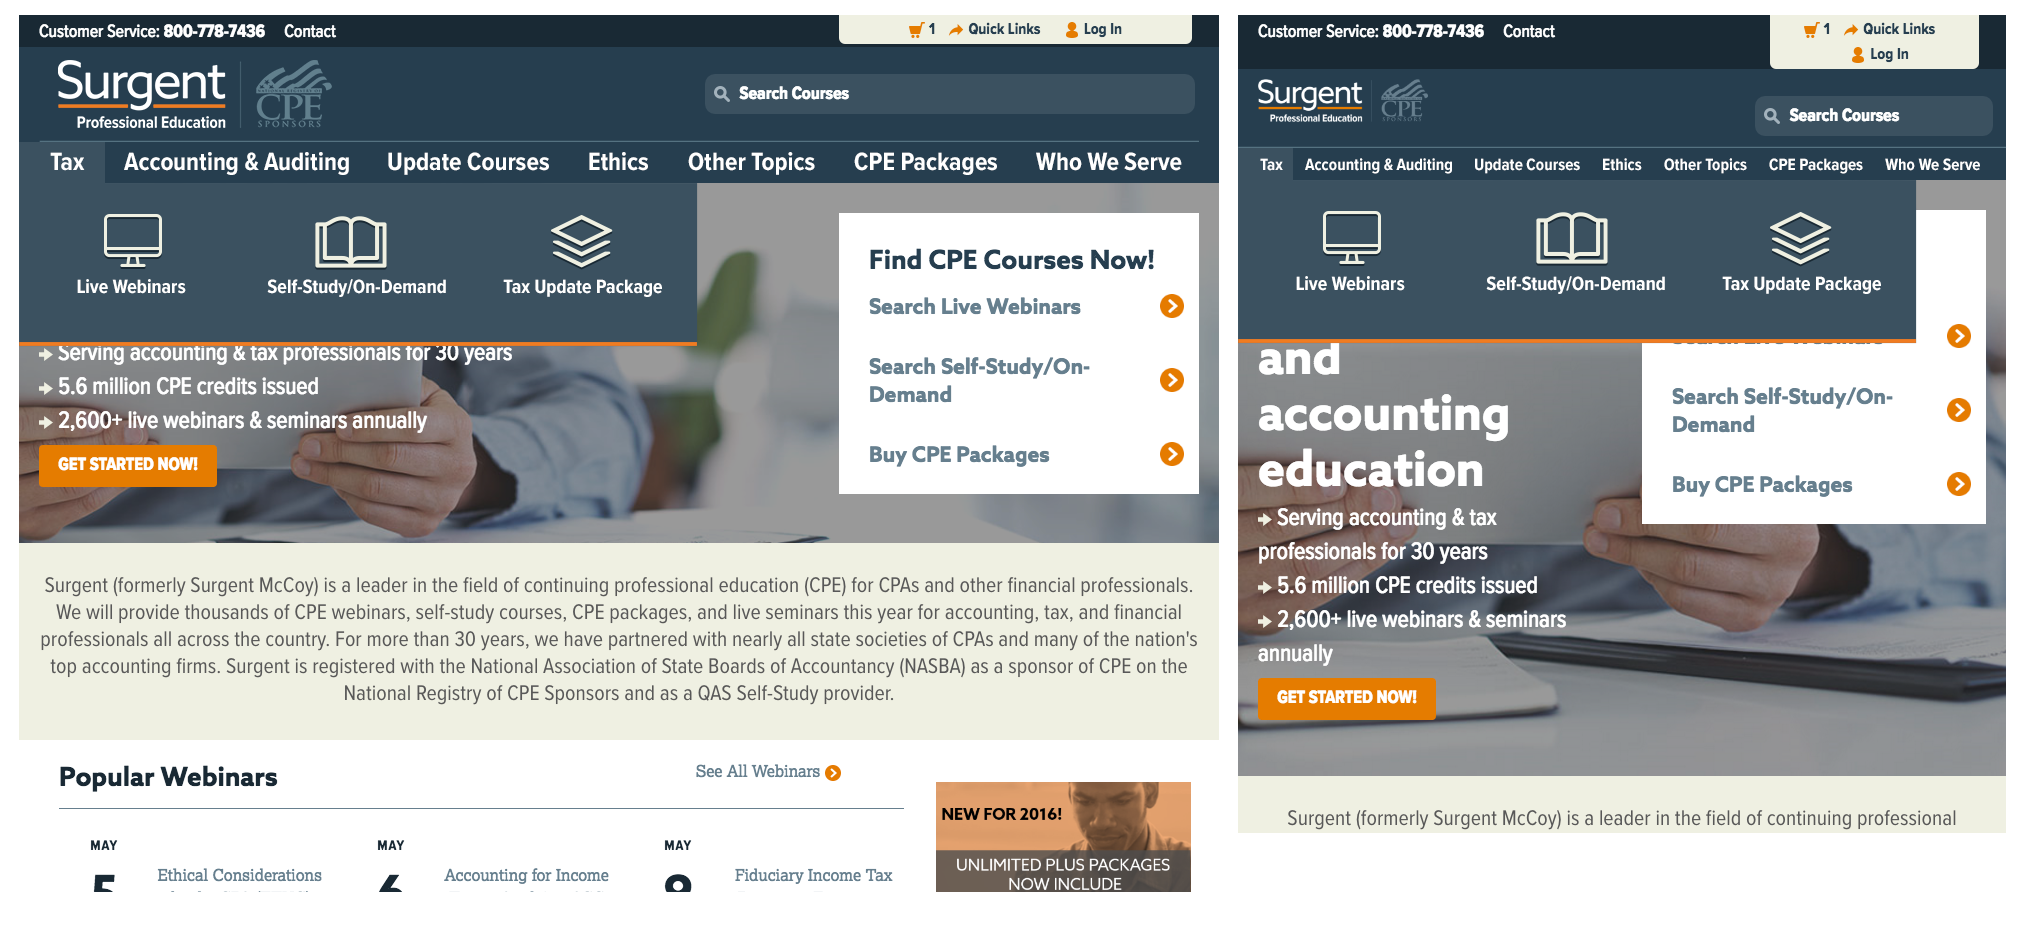 Customer Service: 800-778-7436 Contact
1 Quick Links Log In
Surgent
Professional Education
CPE
SPONSORS
Search Courses
Tax Accounting & Auditing Update Courses Ethics Other Topics CPE Packages Who We Serve
Live Webinars Self-Study/On-Demand Tax Update Package
Find CPE Courses Now!
Search Live Webinars
Search Self-Study/On-
Demand
Buy CPE Packages
Serving accounting & tax professionals for 30 years
5.6 million CPE credits issued
2,600+ live webinars & seminars annually
GET STARTED NOW!
Surgent (formerly Surgent McCoy) is a leader in the field of continuing professional education (CPE) for CPAs and other financial professionals.
We will provide thousands of CPE webinars, self-study courses, CPE packages, and live seminars this year for accounting, tax, and financial
professionals all across the country. For more than 30 years, we have partnered with nearly all state societies of CPAs and many of the nation's
top accounting firms. Surgent is registered with the National Association of State Boards of Accountancy (NASBA) as a sponsor of CPE on the
National Registry of CPE Sponsors and as a QAS Self-Study provider.
Popular Webinars
See All Webinars
MAY
5
Ethical Considerations
MAY
6
Accounting for Income
MAY
Fiduciary Income Tax
NEW FOR 2016!
UNLIMITED PLUS PACKAGES
NOW INCLUDE
Customer Service: 800-778-7436 Contact
1 Quick Links
Log In
Surgent
Professional Education
CPE
SPONSORS
Search Courses
Tax Accounting & Auditing Update Courses Ethics Other Topics CPE Packages Who We Serve
Live Webinars Self-Study/On-Demand Tax Update Package
Search Self-Study/On-
Demand
Buy CPE Packages
and
accounting
education
Serving accounting & tax
professionals for 30 years
5.6 million CPE credits issued
2,600+ live webinars & seminars
annually
GET STARTED NOW!
Surgent (formerly Surgent McCoy) is a leader in the field of continuing professional